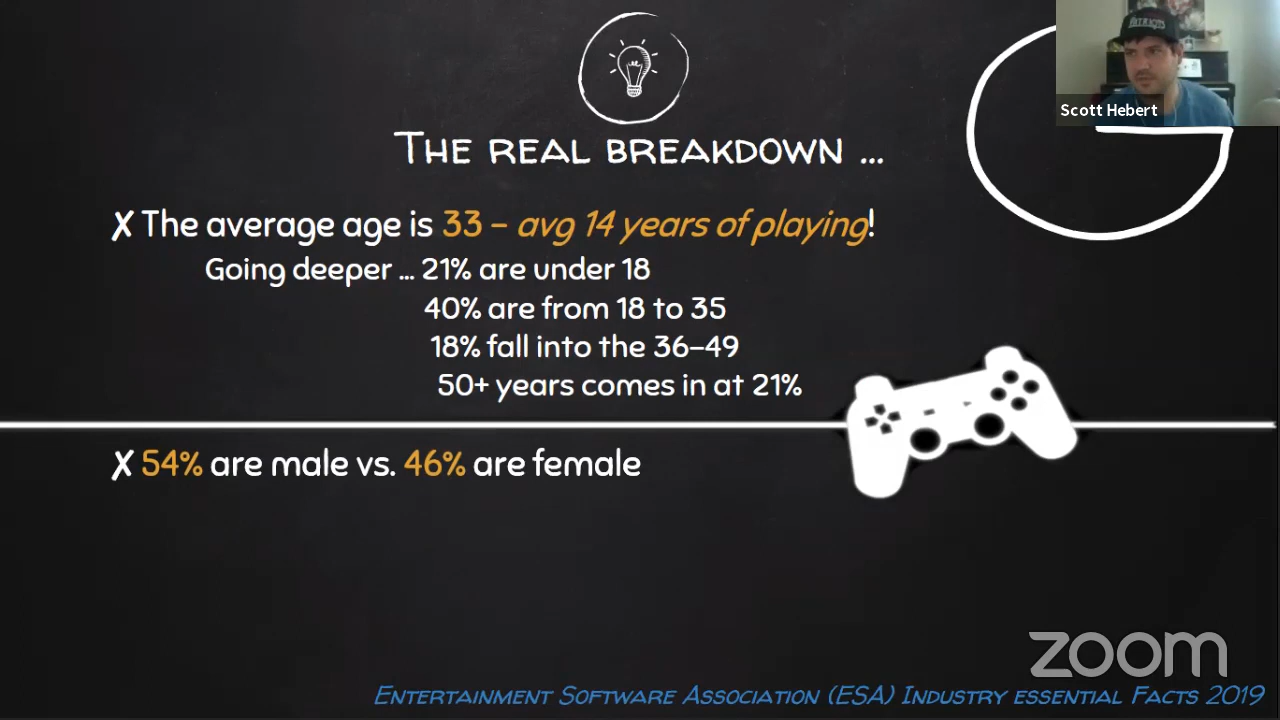 Scott Hebert
THE REAL BREAKDOWN ...
✗ The average age is 33 – avg 14 years of playing!
Going deeper ... 21% are under 18
40% are from 18 to 35
18% fall into the 36–49
50+ years comes in at 21%
✗ 54% are male vs. 46% are female
zoom
ENTERTAINMENT SOFTWARE ASSOCIATION (ESA) INDUSTRY ESSENTIAL FACTS 2019